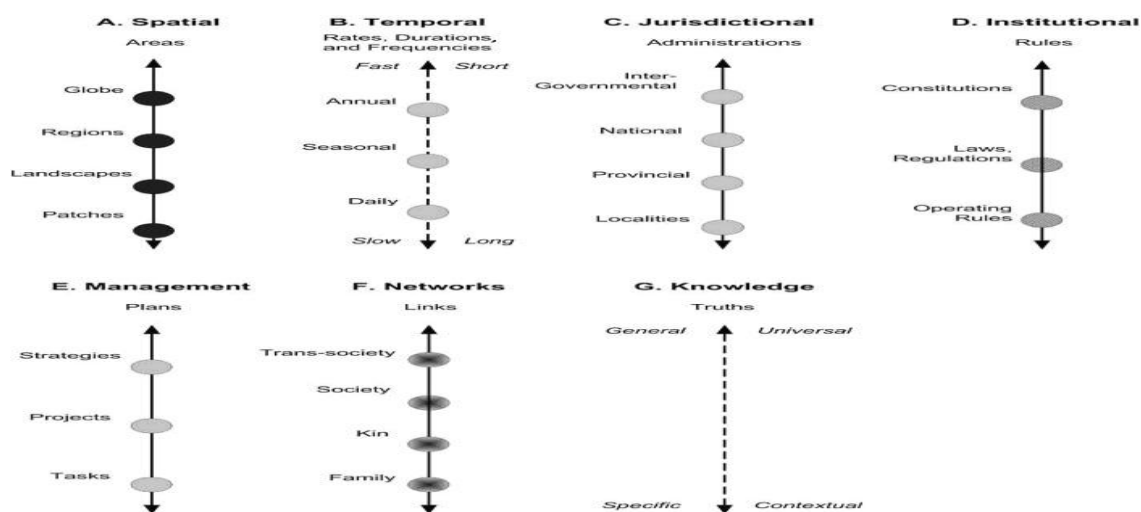 A. Spatial
Areas
Globe
Regions
Landscapes
Patches
B. Temporal
Rates, Durations,
and Frequencies
Fast Short
Annual
Seasonal
Daily
Slow Long
C. Jurisdictional
Administrations
Inter-
Governmental
National
Provincial
Localities
D. Institutional
Rules
Constitutions
Laws,
Regulations
Operating
Rules
E. Management
Plans
Strategies
Projects
Tasks
F. Networks
Links
Trans-society
Society
Kin
Family
G. Knowledge
Truths
General Universal
Specific Contextual